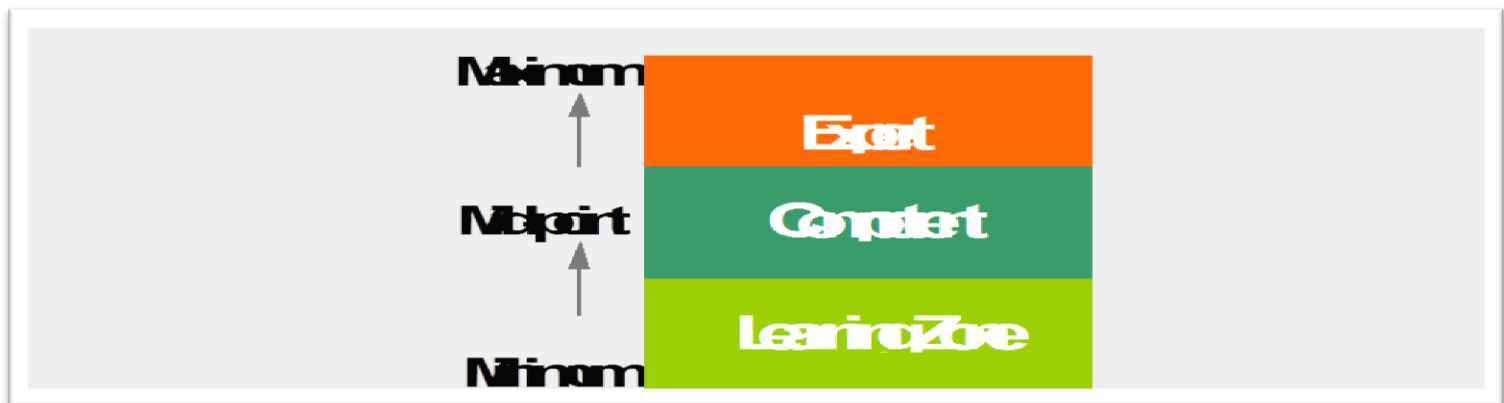 Maximum
Expert
Midpoint
Competent
Learning Zone
Minimum